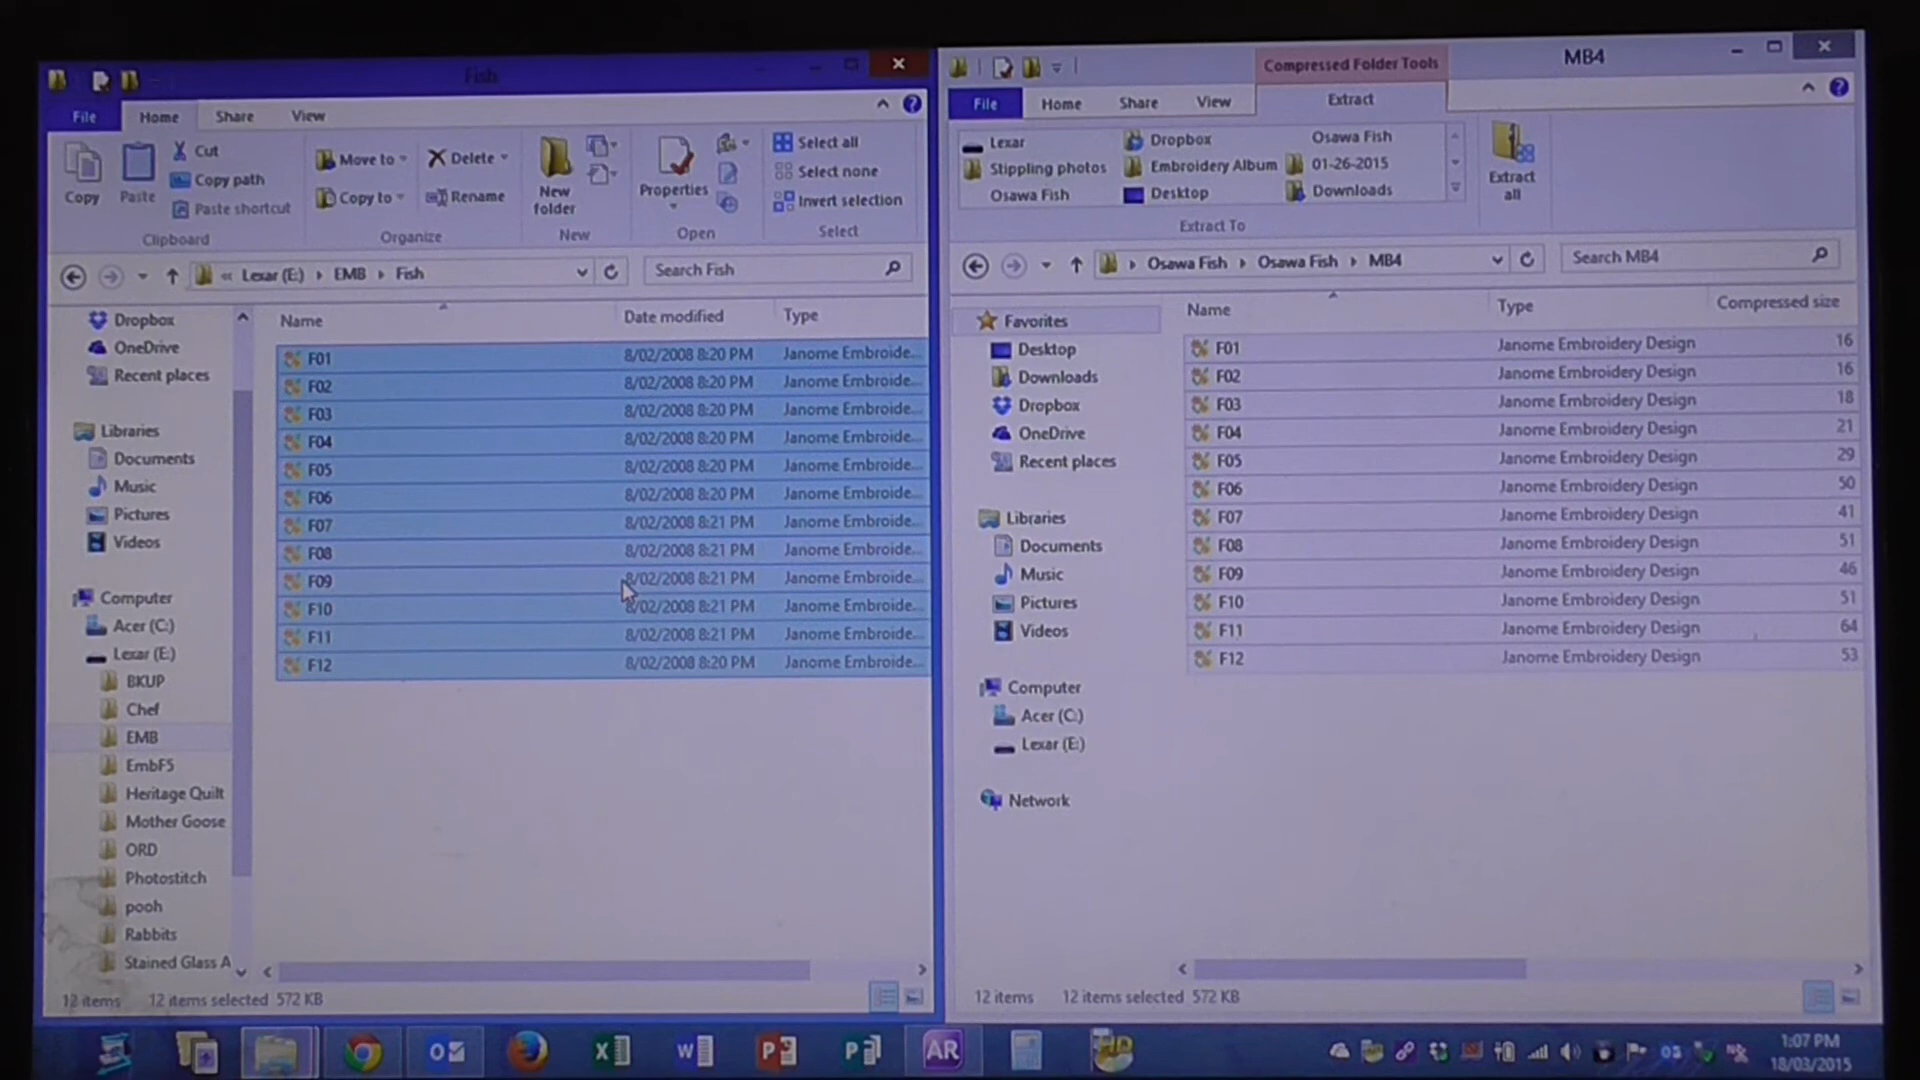 Fish
File Home Share View
Copy
Paste
Cut
Copy path
Paste shortcut
Clipboard
Move to
Copy to
Delete
Rename
Organize
New folder
New
Properties
Open
Select all
Select none
Invert selection
Select
« Lexar (E:) EMB Fish
Search Fish
Dropbox
OneDrive
Recent places
Libraries
Documents
Music
Pictures
Videos
Computer
Acer (C:)
Lexar (E:)
BKUP
Chef
EMB
EmbF5
Heritage Quilt
Mother Goose
ORD
Photostitch
pooh
Rabbits
Stained Glass A
Name Date modified Type
F01 8/02/2008 8:20 PM Janome Embroide...
F02 8/02/2008 8:20 PM Janome Embroide...
F03 8/02/2008 8:20 PM Janome Embroide...
F04 8/02/2008 8:20 PM Janome Embroide...
F05 8/02/2008 8:20 PM Janome Embroide...
F06 8/02/2008 8:20 PM Janome Embroide...
F07 8/02/2008 8:21 PM Janome Embroide...
F08 8/02/2008 8:21 PM Janome Embroide...
F09 8/02/2008 8:21 PM Janome Embroide...
F10 8/02/2008 8:21 PM Janome Embroide...
F11 8/02/2008 8:21 PM Janome Embroide...
F12 8/02/2008 8:20 PM Janome Embroide...
12 items 12 items selected 572 KB
Compressed Folder Tools MB4
File Home Share View Extract
Lexar Dropbox Osawa Fish
Stippling photos Embroidery Album 01-26-2015
Osawa Fish Desktop Downloads
Extract To
Extract all
Osawa Fish Osawa Fish MB4
Search MB4
Favorites
Desktop
Downloads
Dropbox
OneDrive
Recent places
Libraries
Documents
Music
Pictures
Videos
Computer
Acer (C:)
Lexar (E:)
Network
Name Type Compressed size
F01 Janome Embroidery Design 16
F02 Janome Embroidery Design 16
F03 Janome Embroidery Design 18
F04 Janome Embroidery Design 21
F05 Janome Embroidery Design 29
F06 Janome Embroidery Design 50
F07 Janome Embroidery Design 41
F08 Janome Embroidery Design 51
F09 Janome Embroidery Design 46
F10 Janome Embroidery Design 51
F11 Janome Embroidery Design 64
F12 Janome Embroidery Design 53
12 items 12 items selected 572 KB
AR
1:07 PM
18/03/2015